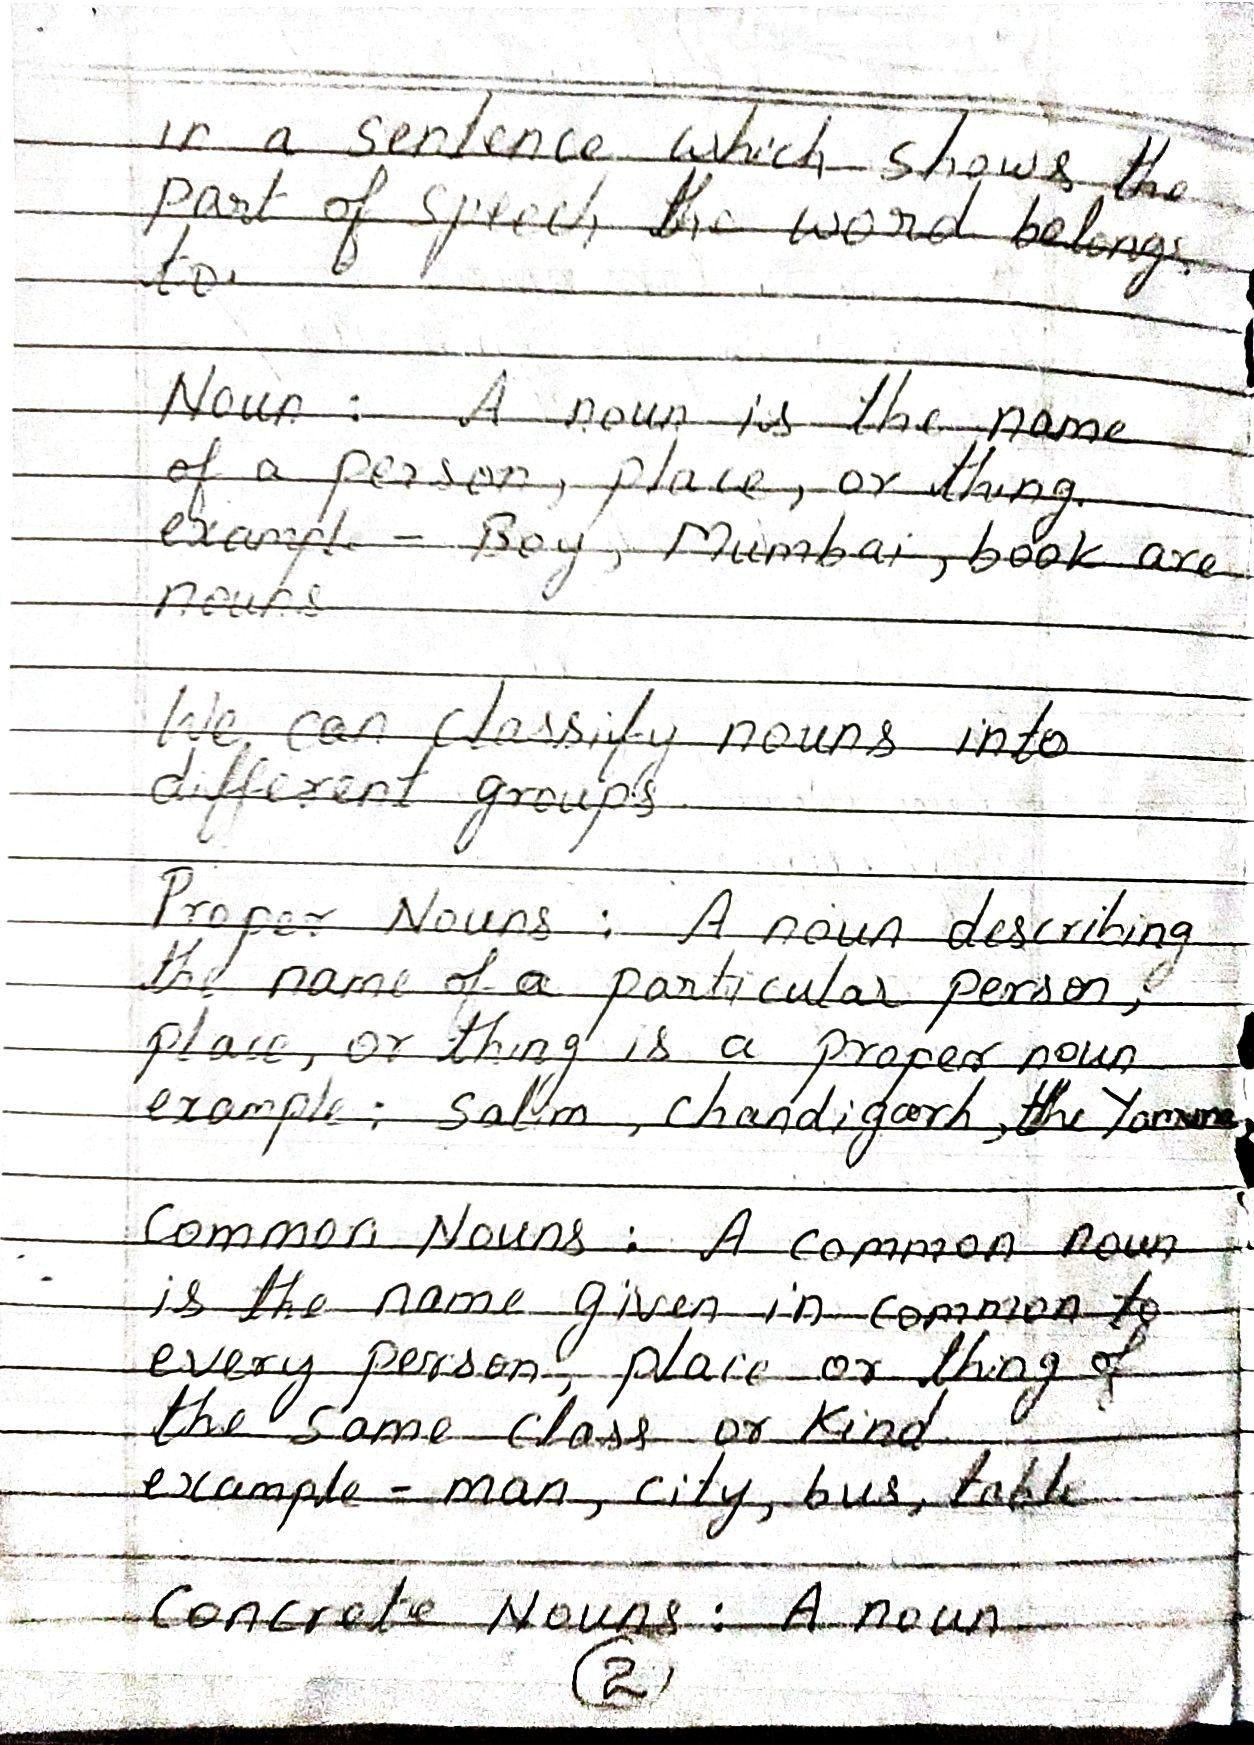 in a sentence which shows the
part of speech the word belongs
to.
Noun : A noun is the name
of a person, place, or thing.
example - Boy, Mumbai, book are
nouns
We can classify nouns into
different groups.
Proper Nouns : A noun describing
the name of a particular person,
place, or thing is a proper noun
example : Salim, Chandigarh, the Yamuna,
Common Nouns : A common noun
is the name given in common to
every person, place or thing of
the same class or kind
example - man, city, bus, table
Concrete Nouns : A noun
2